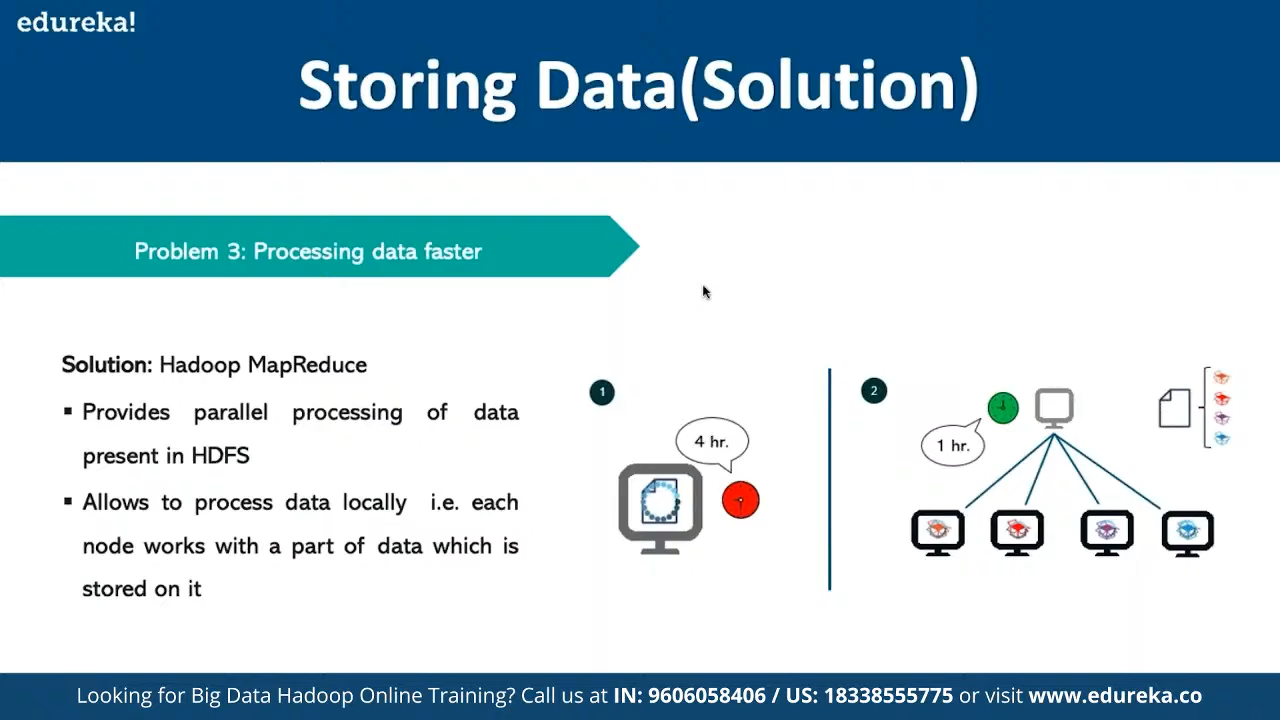 edureka!
Storing Data(Solution)
Problem 3: Processing data faster
Solution: Hadoop MapReduce
▪ Provides parallel processing of data
present in HDFS
▪ Allows to process data locally i.e. each
node works with a part of data which is
stored on it
1
4 hr.
2
1 hr.
Looking for Big Data Hadoop Online Training? Call us at IN: 9606058406 / US: 18338555775 or visit www.edureka.co